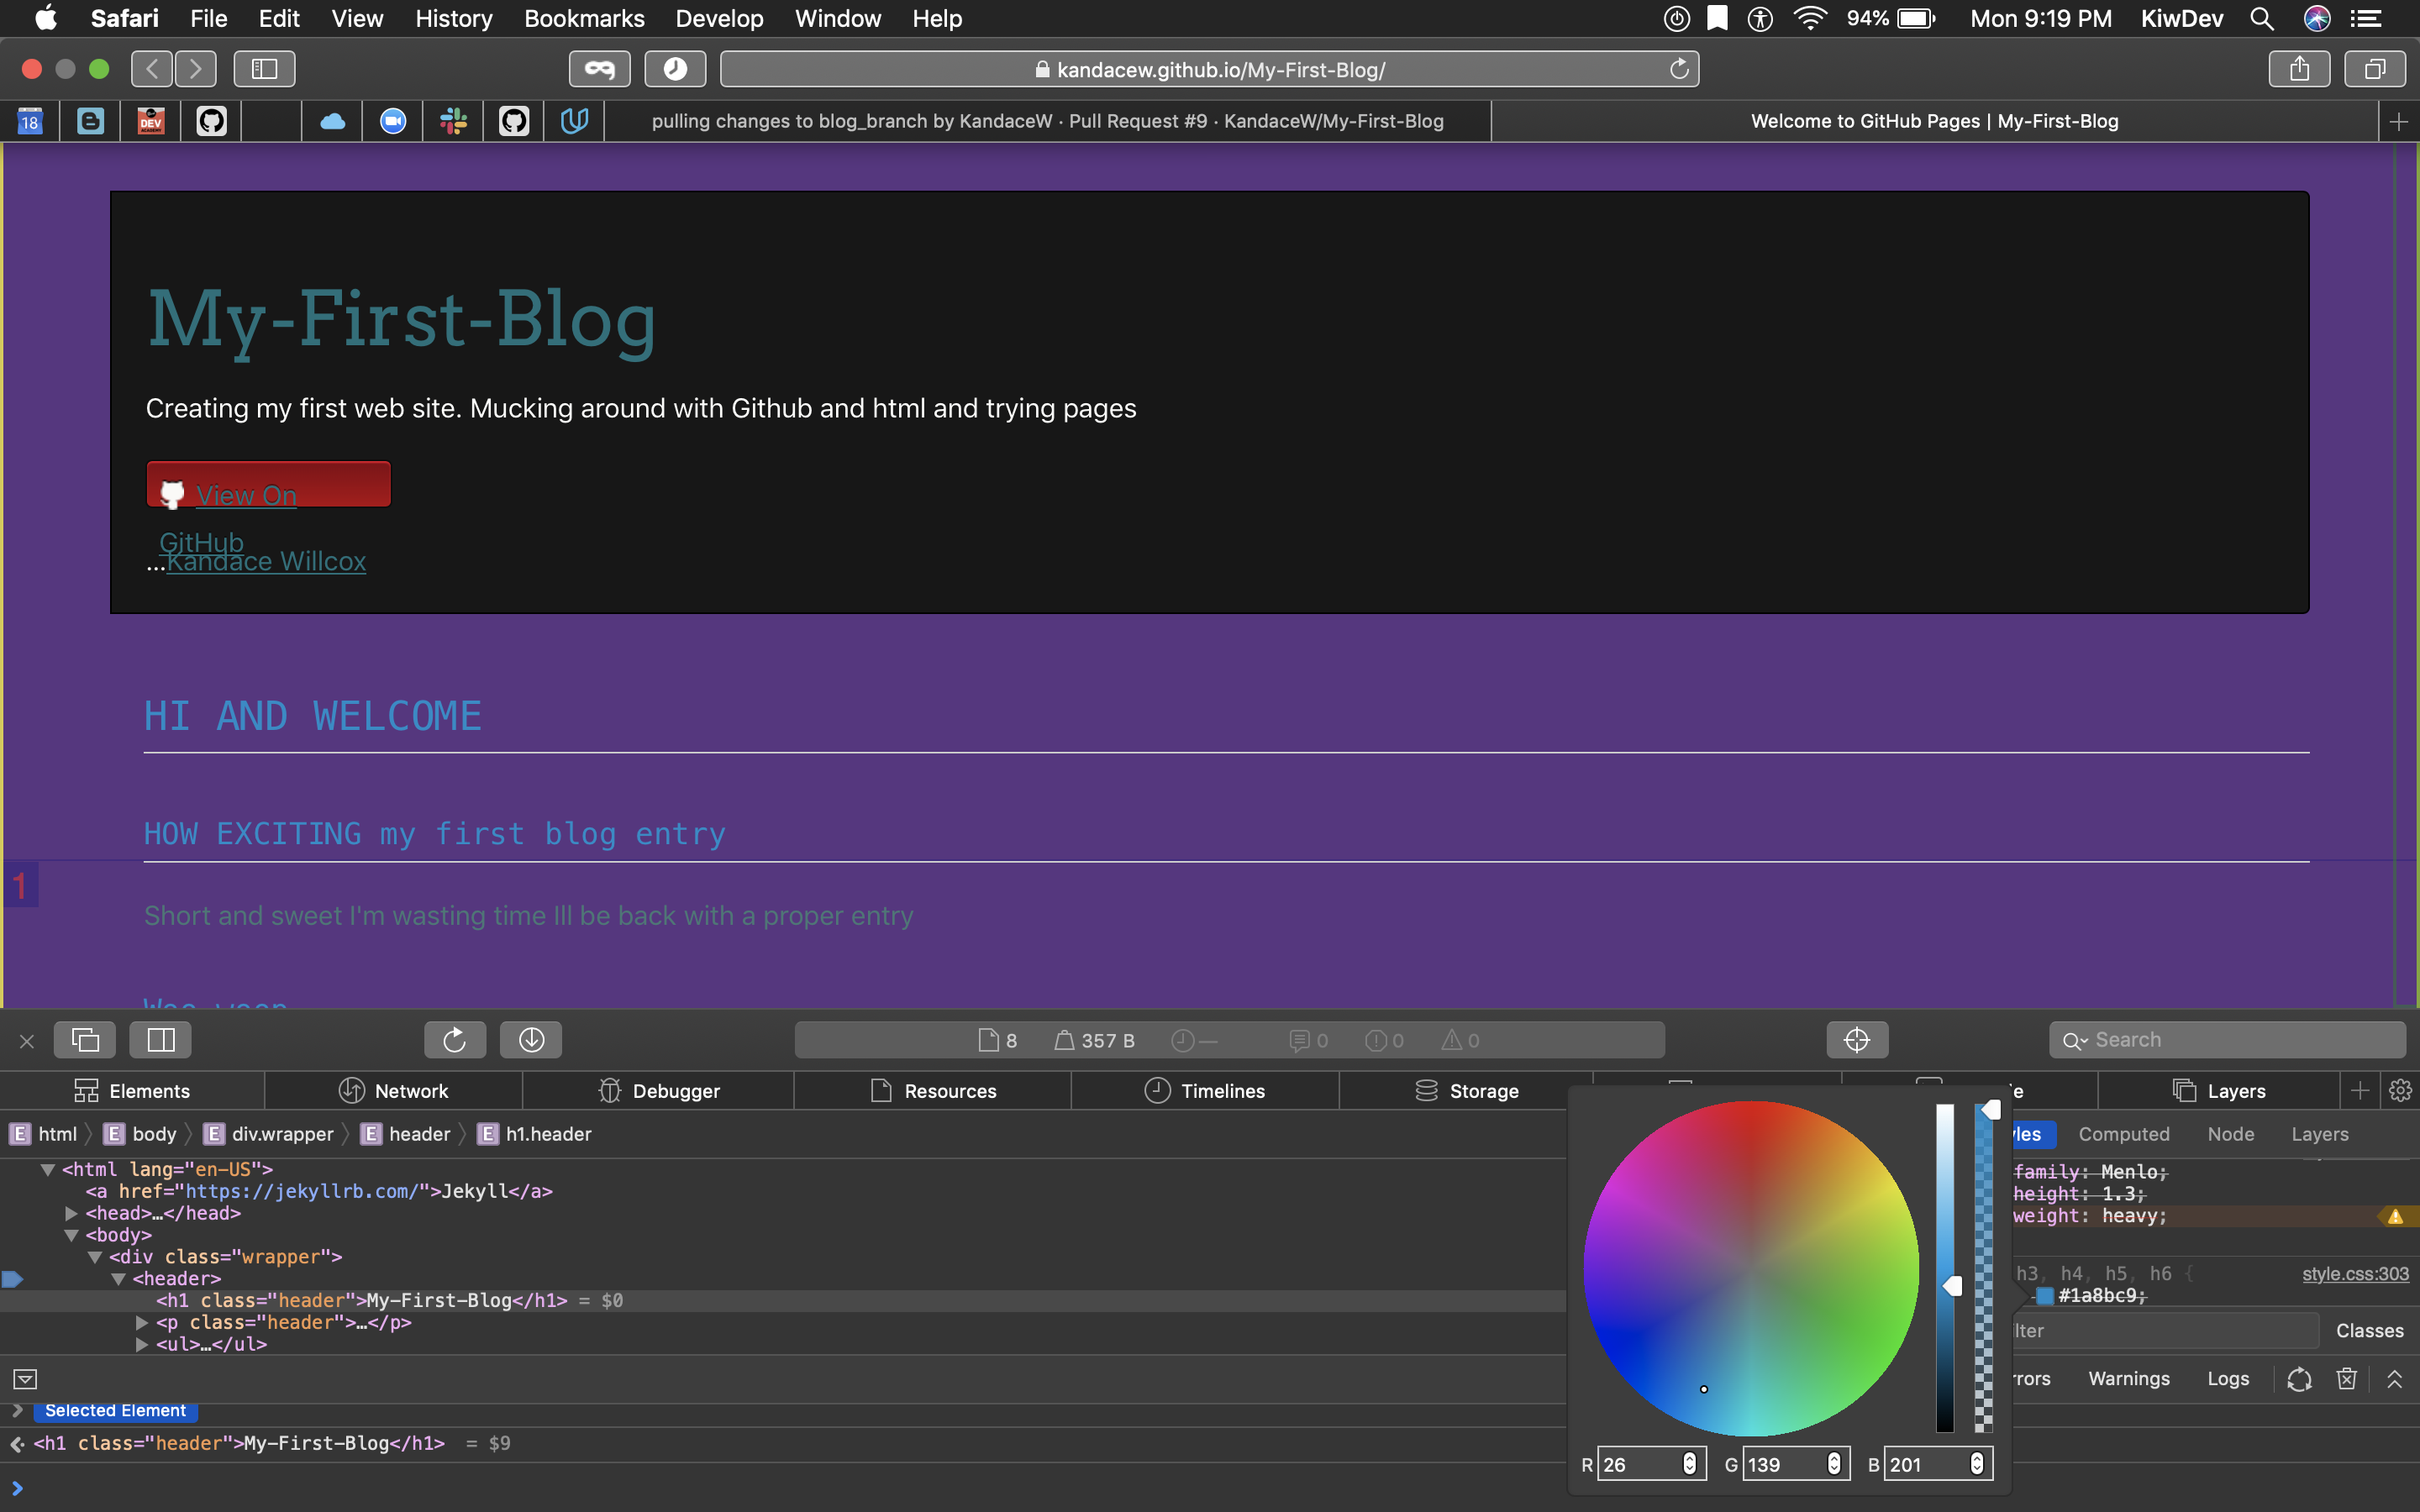 Safari File Edit View History Bookmarks Develop Window Help 94% Mon 9:19 PM KiwDev
kandacew.github.io/My-First-Blog/
18 DEV pulling changes to blog_branch by KandaceW · Pull Request #9 · KandaceW/My-First-Blog Welcome to GitHub Pages | My-First-Blog
My-First-Blog
Creating my first web site. Mucking around with Github and html and trying pages
View On
GitHub
...Kandace Willcox
HI AND WELCOME
HOW EXCITING my first blog entry
1
Short and sweet I'm wasting time Ill be back with a proper entry
8 357 B — 0 0 0 Search
Elements Network Debugger Resources Timelines Storage Layers
E html E body E div.wrapper E header E h1.header Computed Node Layers
<html lang="en-US">
<a href="https://jekyllrb.com/">Jekyll</a>
<head>…</head>
<body>
<div class="wrapper">
<header>
<h1 class="header">My-First-Blog</h1> = $0
<p class="header">…</p>
<ul>…</ul>
family: Menlo;
height: 1.3;
weight: heavy;
h3, h4, h5, h6 { style.css:303
#1a8bc9;
Classes
Warnings Logs
Selected Element
<h1 class="header">My-First-Blog</h1> = $9
R 26 G 139 B 201